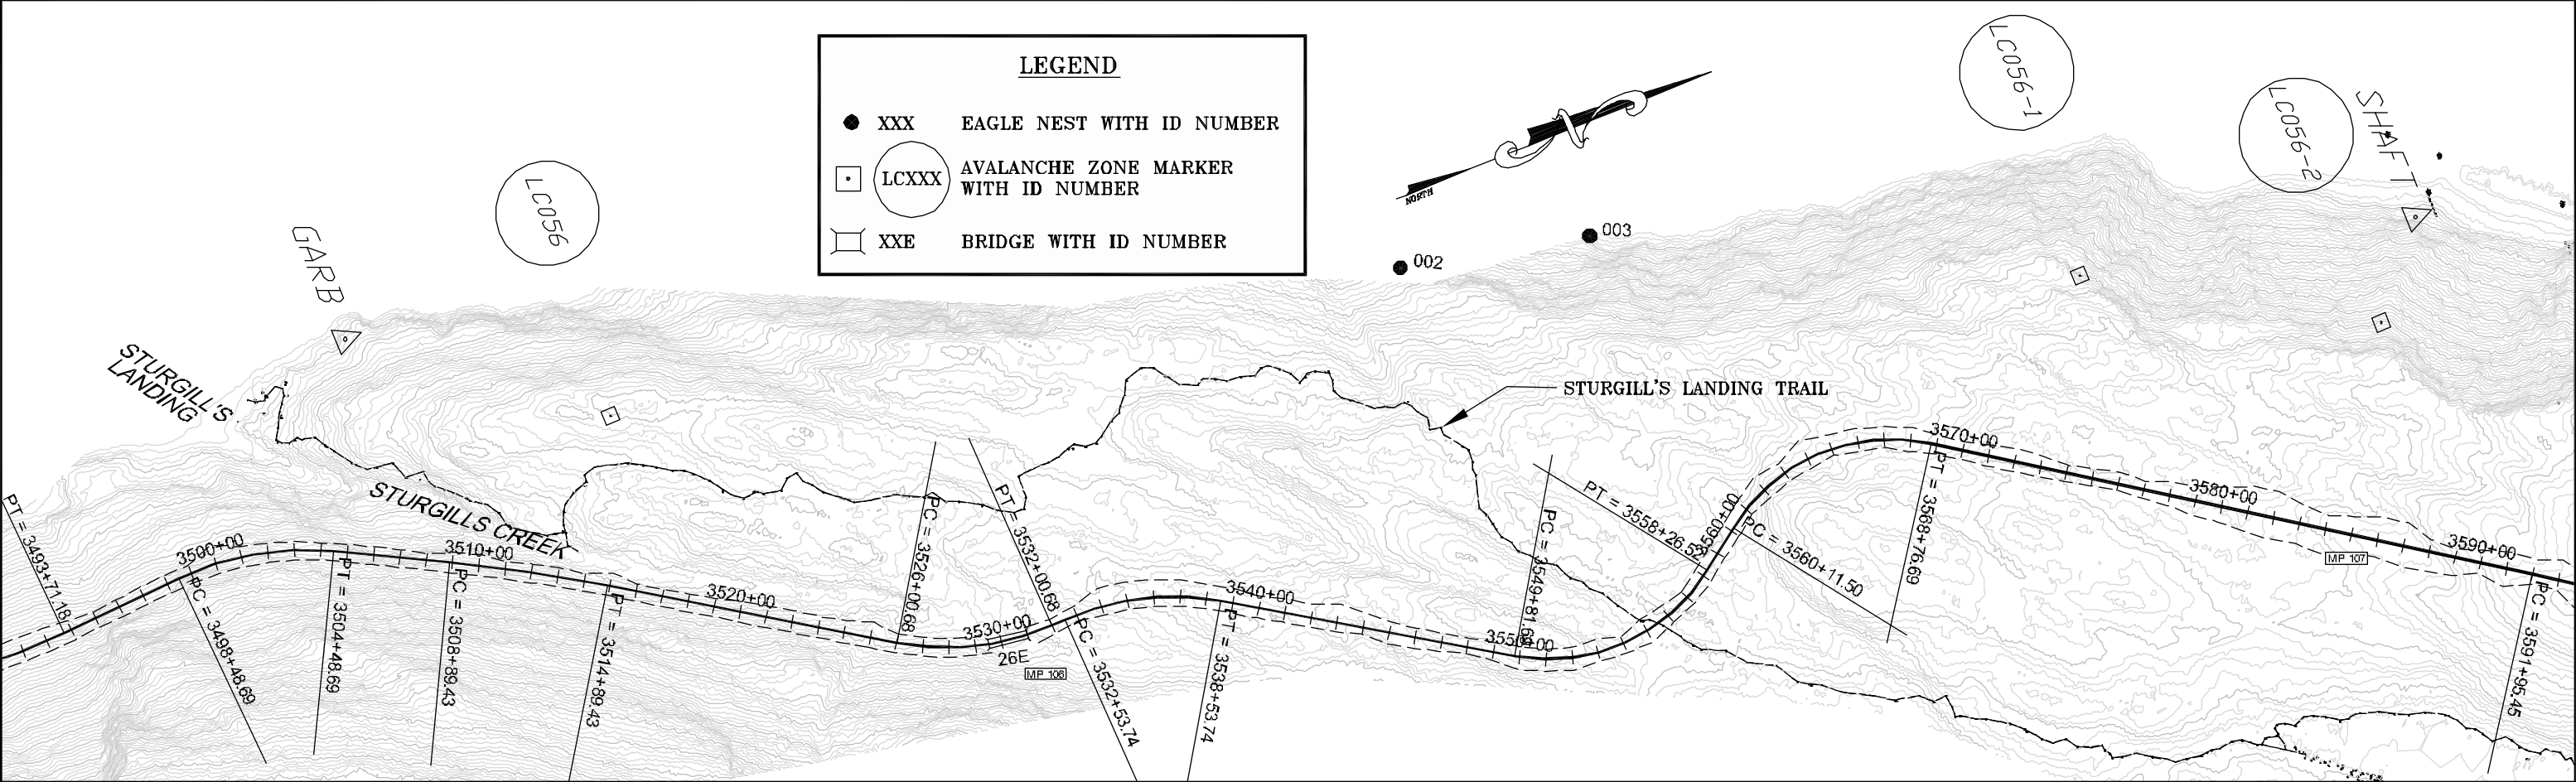 LEGEND
XXX EAGLE NEST WITH ID NUMBER
LCXXX AVALANCHE ZONE MARKER
WITH ID NUMBER
XXE BRIDGE WITH ID NUMBER
NORTH
N
LC056-1
LC056-2
SHAFT
LC056
GARB
003
002
STURGILL'S
LANDING
STURGILL'S LANDING TRAIL
STURGILLS CREEK
PT = 3493+71.18
3500+00
PC = 3498+48.69
PT = 3504+48.69
3510+00
PC = 3508+89.43
PT = 3514+89.43
3520+00
PC = 3526+00.68
3530+00
26E
MP 106
PT = 3532+00.68
PC = 3532+53.74
3540+00
PT = 3538+53.74
3550+00
PC = 3549+81.68
PT = 3558+26.52
3560+00
PC = 3560+11.50
3570+00
PT = 3568+76.69
3580+00
MP 107
3590+00
PC = 3591+95.45